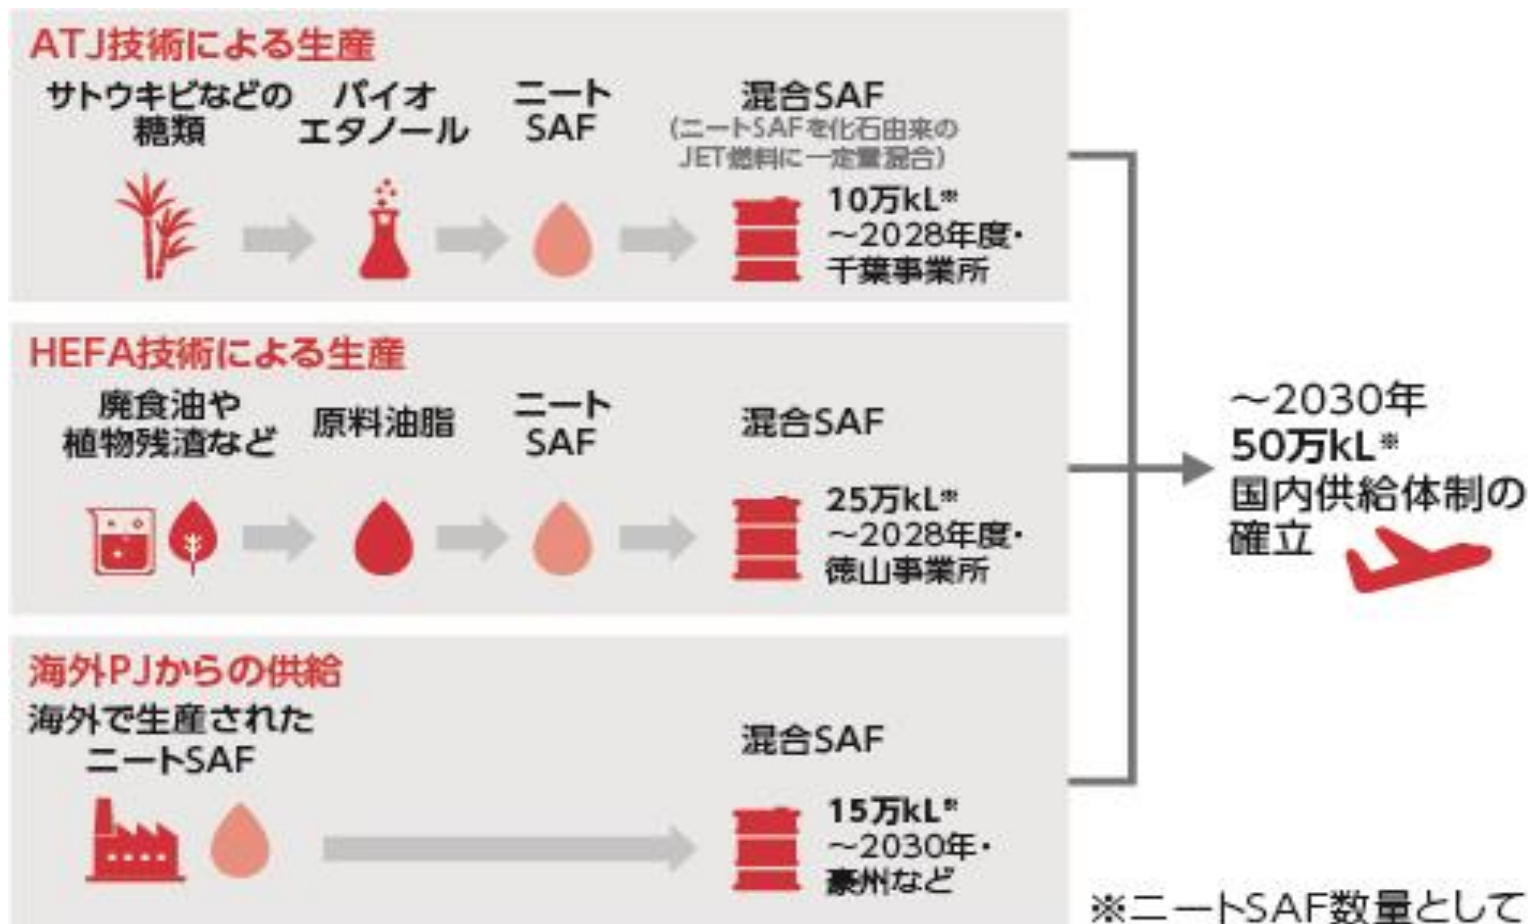 ATJ技術による生産
サトウキビなどの
糖類
バイオ
エタノール
ニート
SAF
混合SAF
(ニートSAFを化石由来の
JET燃料に一定量混合)
10万kL※
～2028年度・
千葉事業所
HEFA技術による生産
廃食油や
植物残渣など
原料油脂
ニート
SAF
混合SAF
25万kL※
～2028年度・
徳山事業所
海外PJからの供給
海外で生産された
ニートSAF
混合SAF
15万kL※
～2030年・
豪州など
～2030年
50万kL※
国内供給体制の
確立
※ニートSAF数量として